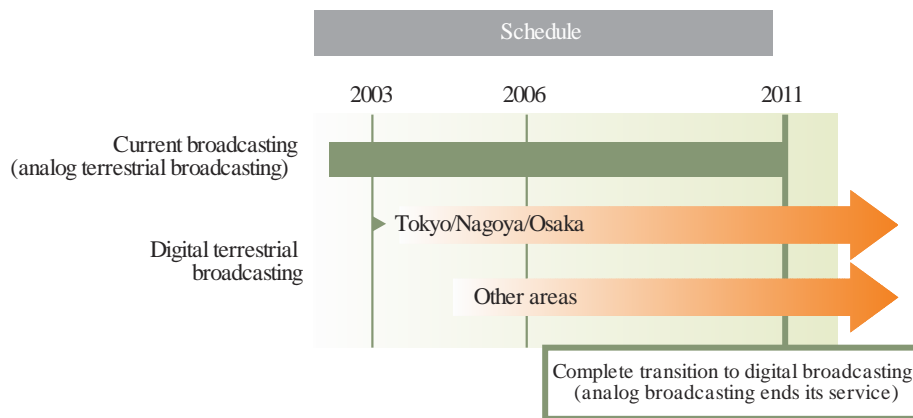 Schedule
2003 2006 2011
Current broadcasting
(analog terrestrial broadcasting)
Tokyo/Nagoya/Osaka
Digital terrestrial
broadcasting
Other areas
Complete transition to digital broadcasting
(analog broadcasting ends its service)